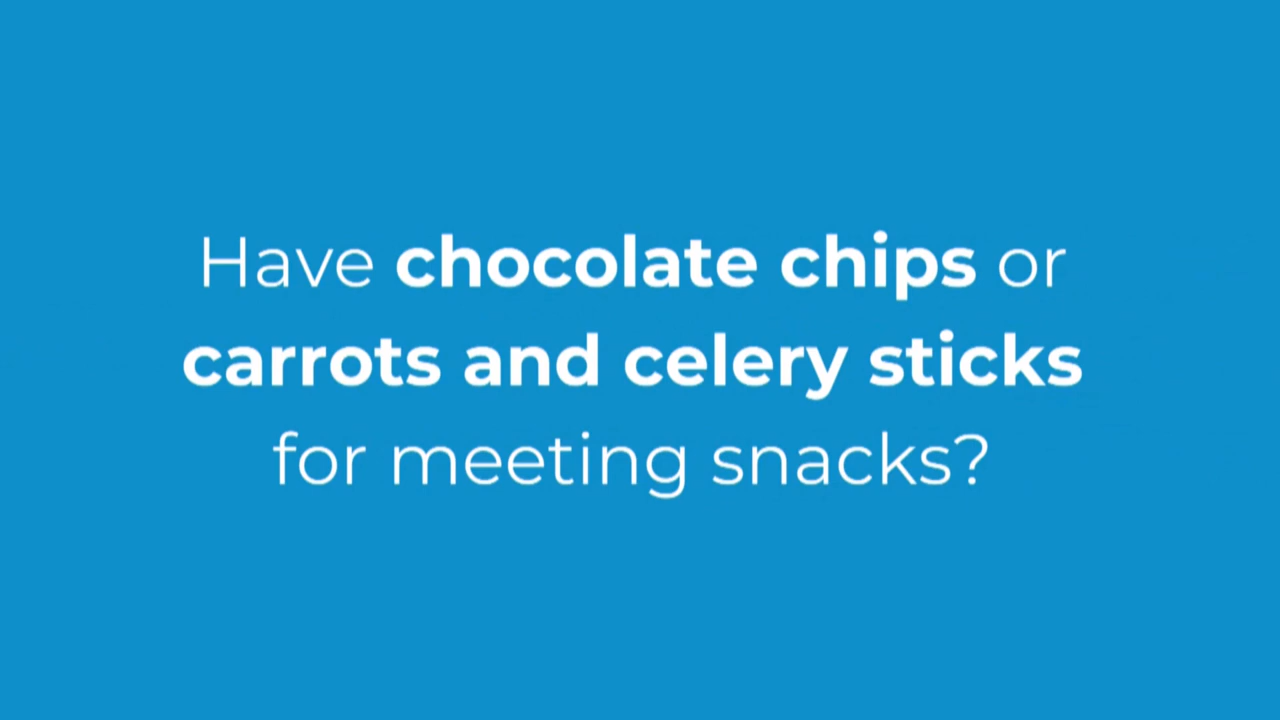 Have chocolate chips or
carrots and celery sticks
for meeting snacks?